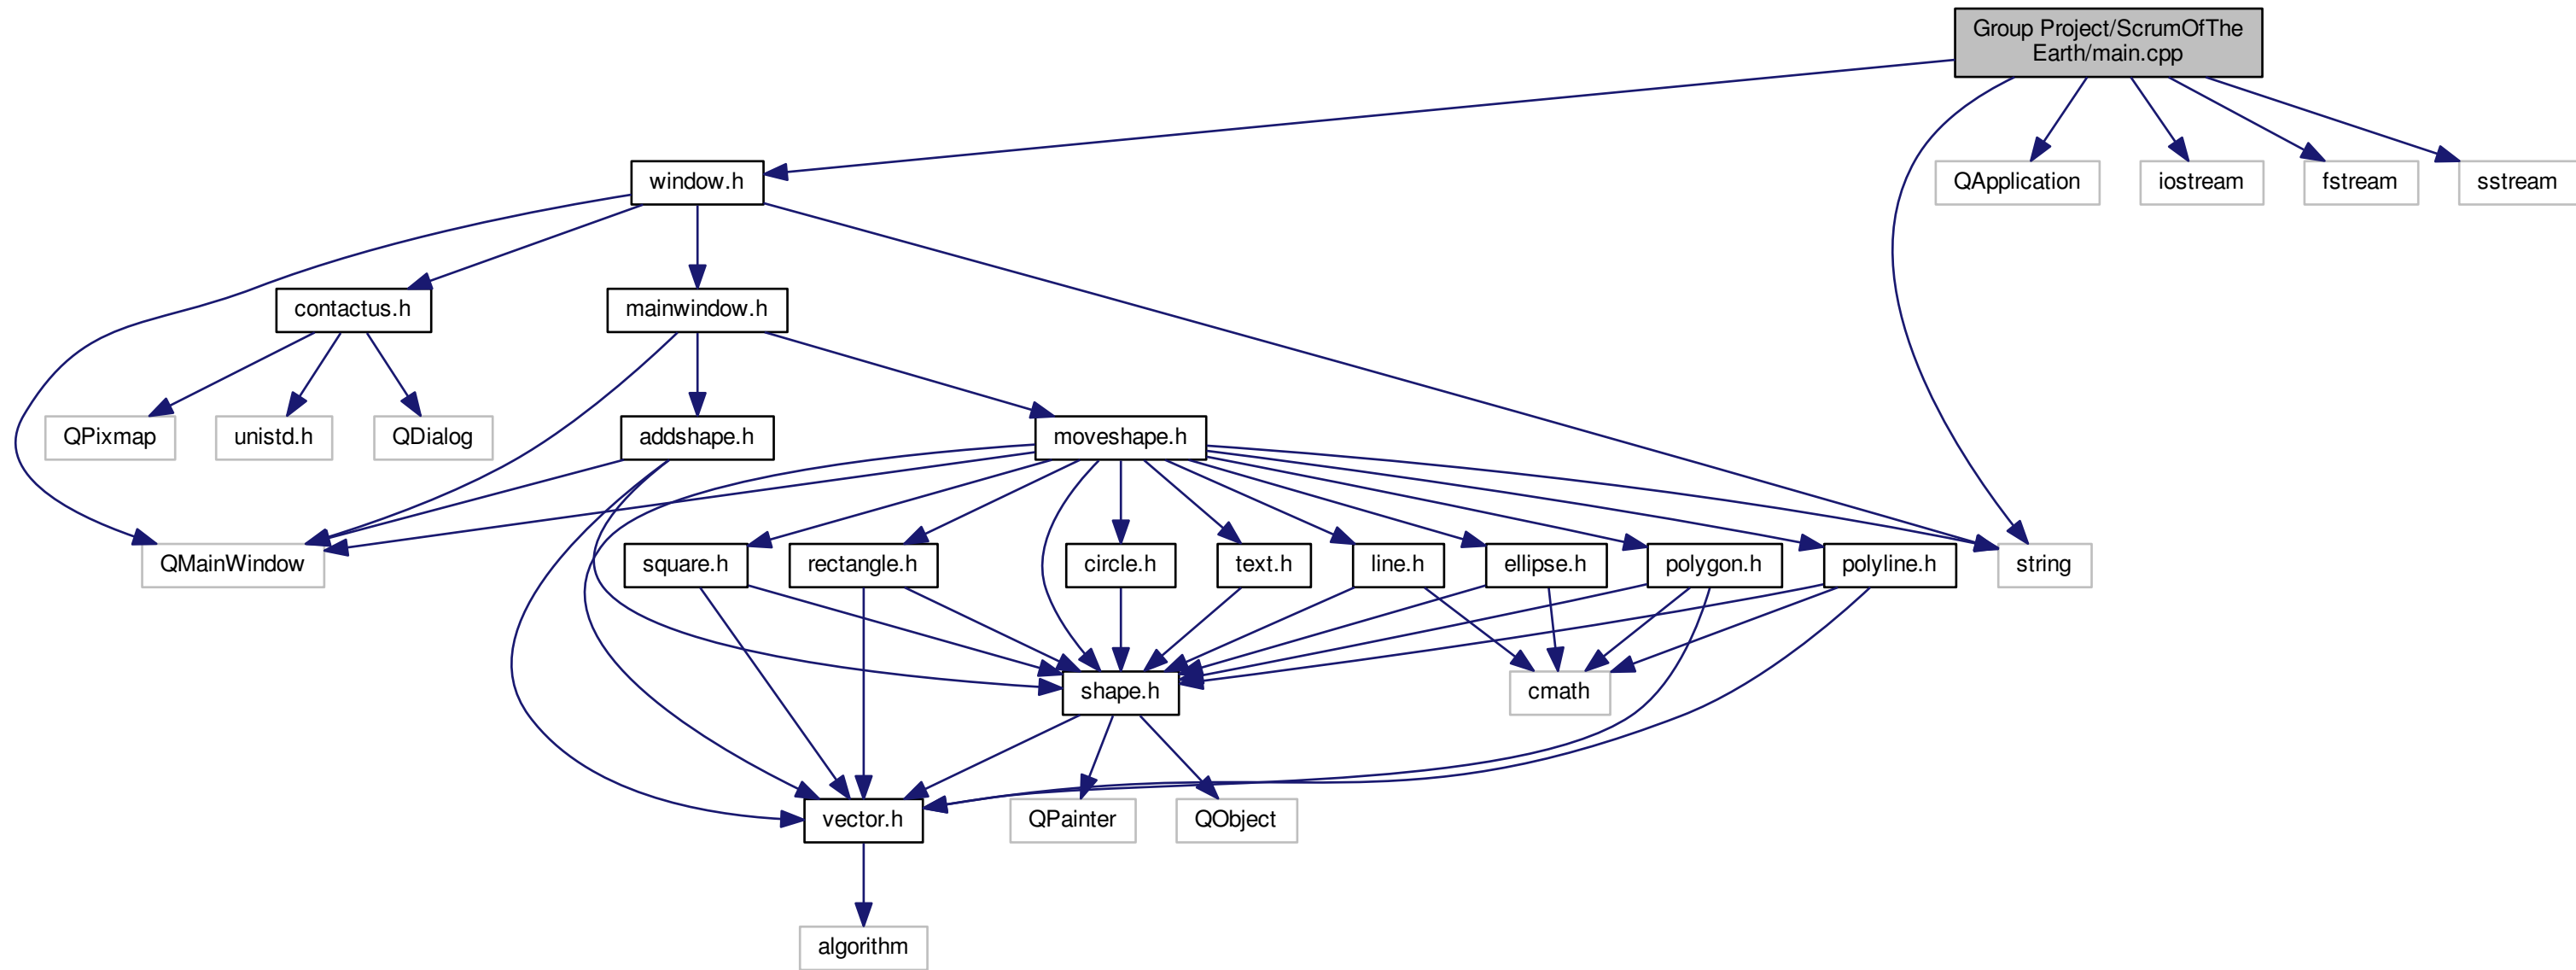 Group Project/ScrumOfThe
Earth/main.cpp
window.h
QApplication
iostream
fstream
sstream
contactus.h
mainwindow.h
QPixmap
unistd.h
QDialog
addshape.h
moveshape.h
QMainWindow
square.h
rectangle.h
circle.h
text.h
line.h
ellipse.h
polygon.h
polyline.h
string
shape.h
cmath
vector.h
QPainter
QObject
algorithm